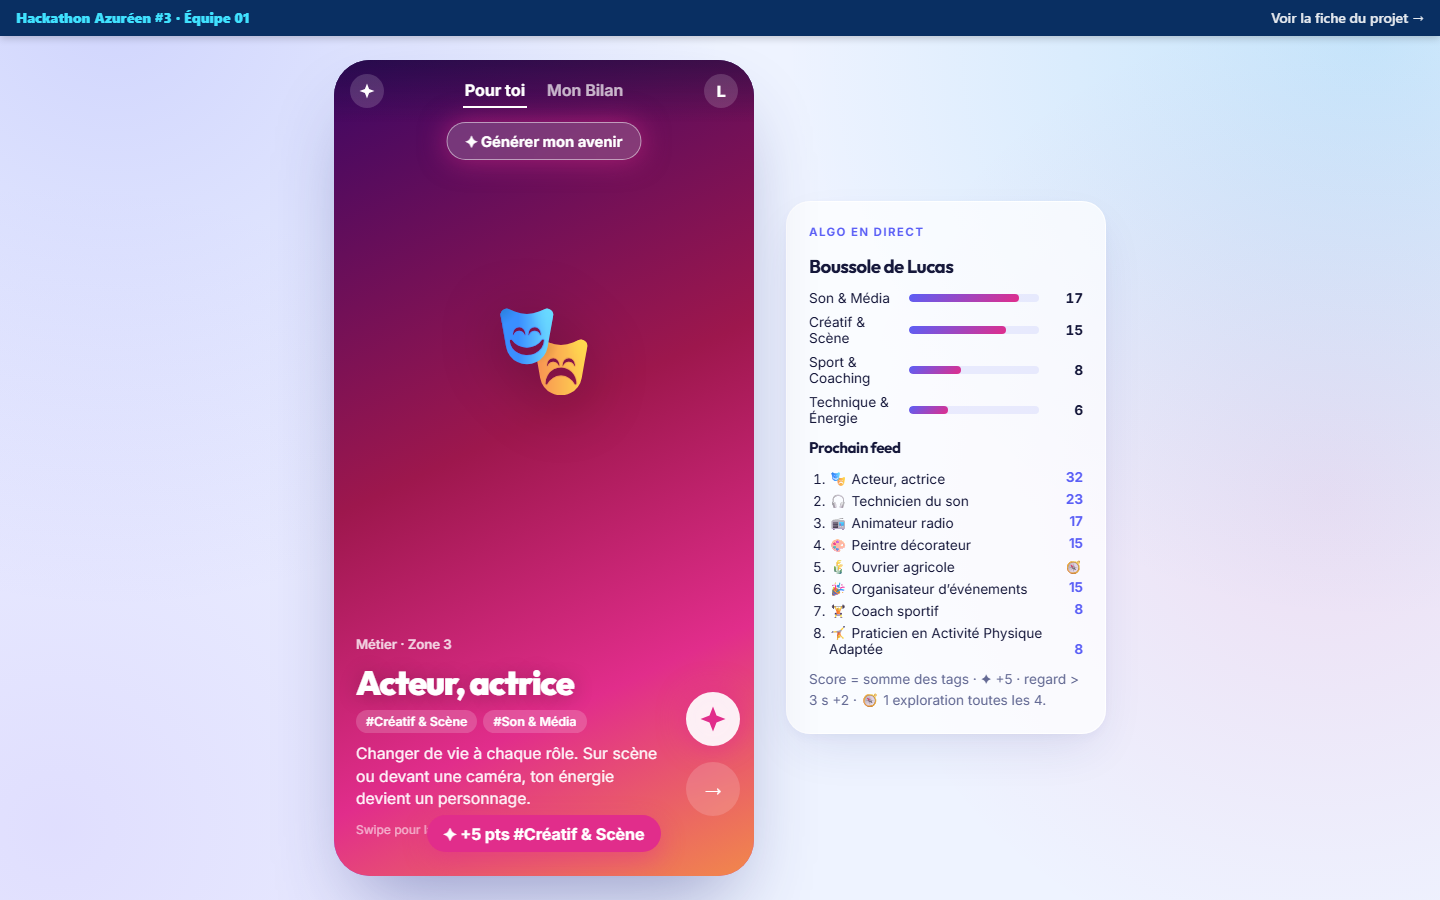 Hackathon Azuréen #3 · Équipe 01
Voir la fiche du projet →
Pour toi
Mon Bilan
L
✦ Générer mon avenir
Métier · Zone 3
Acteur, actrice
#Créatif & Scène
#Son & Média
Changer de vie à chaque rôle. Sur scène
ou devant une caméra, ton énergie
devient un personnage.
Swipe pour
✦ +5 pts #Créatif & Scène
→
ALGO EN DIRECT
Boussole de Lucas
Son & Média 17
Créatif &
Scène 15
Sport &
Coaching 8
Technique &
Énergie 6
Prochain feed
1. 🎭 Acteur, actrice 32
2. 🎧 Technicien du son 23
3. 📻 Animateur radio 17
4. 🎨 Peintre décorateur 15
5. 🌽 Ouvrier agricole 🧭
6. 🎉 Organisateur d’événements 15
7. 🏋️ Coach sportif 8
8. 🤸 Praticien en Activité Physique
Adaptée 8
Score = somme des tags · ✦ +5 · regard >
3 s +2 · 🧭 1 exploration toutes les 4.